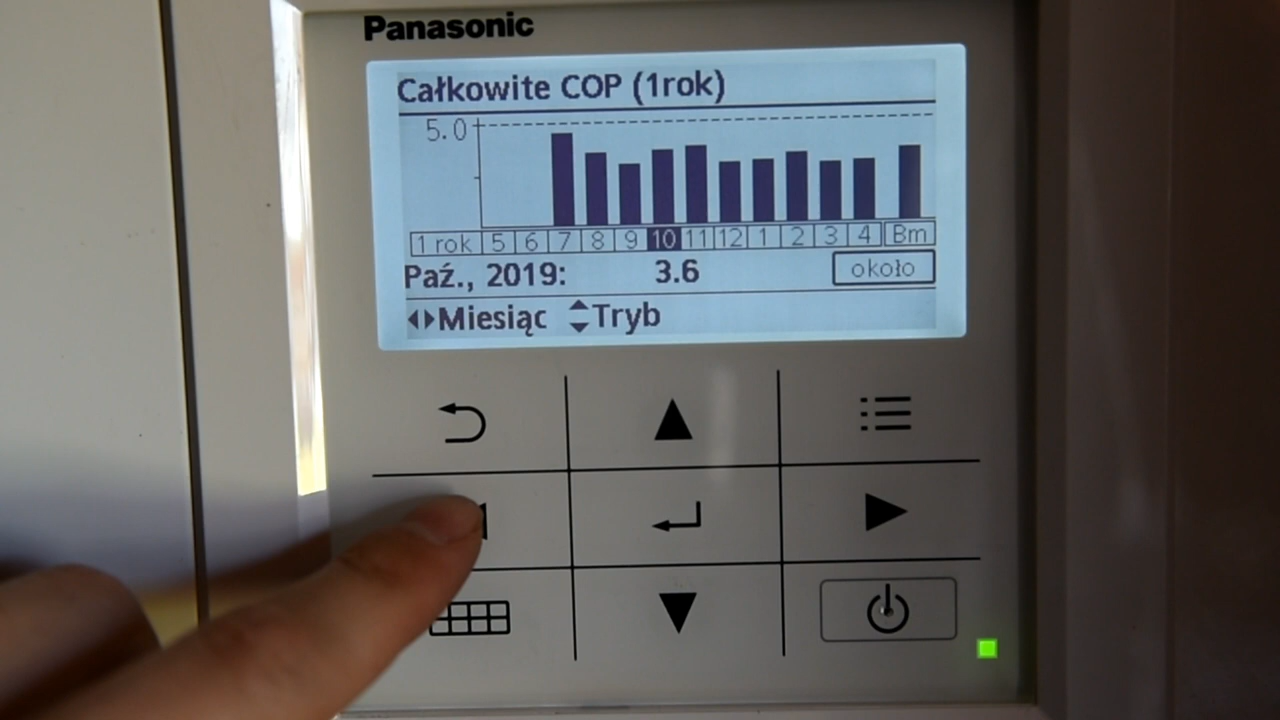 Panasonic
Całkowite COP (1rok)
5.0
1 rok 5 6 7 8 9 10 11 12 1 2 3 4 Bm
Paź., 2019: 3.6 około
Miesiąc Tryb